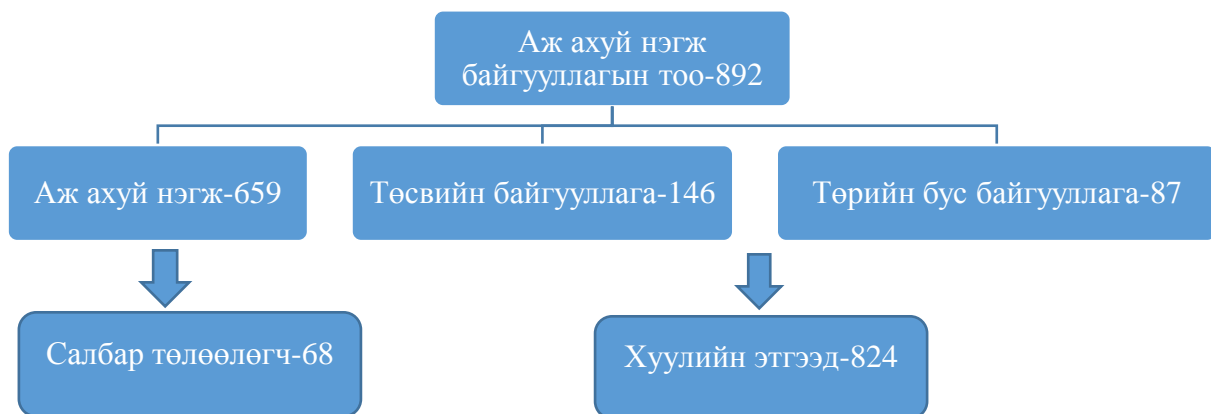 Аж ахуй нэгж
байгууллагын тоо-892
Аж ахуй нэгж-659
Төсвийн байгууллага-146
Төрийн бус байгууллага-87
Салбар төлөөлөгч-68
Хуулийн этгээд-824